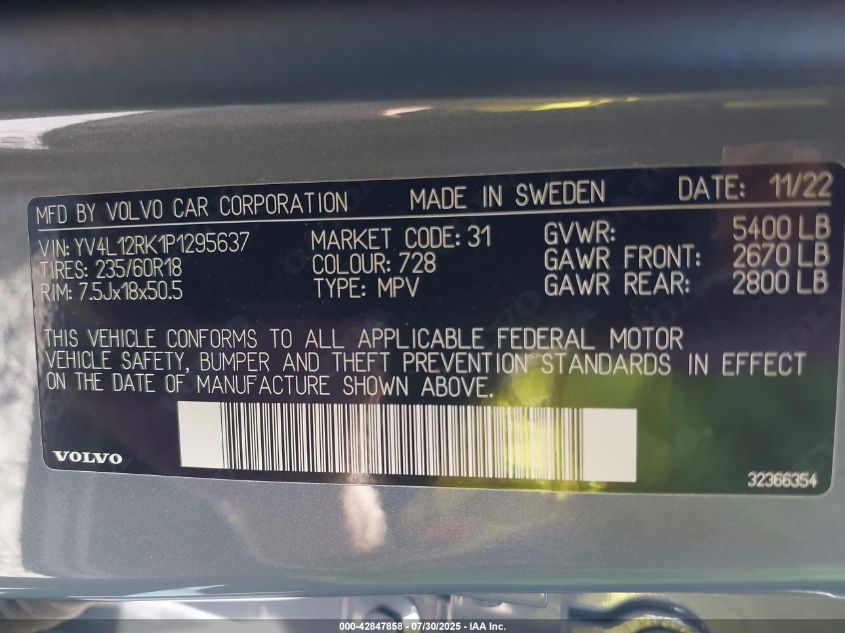 MFD BY VOLVO CAR CORPORATION MADE IN SWEDEN DATE: 11/22
VIN: YV4L12RK1P1295637 MARKET CODE: 31 GVWR: 5400 LB
TIRES: 235/60R18 COLOUR: 728 GAWR FRONT: 2670 LB
RIM: 7.5Jx18x50.5 TYPE: MPV GAWR REAR: 2800 LB
THIS VEHICLE CONFORMS TO ALL APPLICABLE FEDERAL MOTOR
VEHICLE SAFETY, BUMPER AND THEFT PREVENTION STANDARDS IN EFFECT
ON THE DATE OF MANUFACTURE SHOWN ABOVE.
VOLVO
32366354
000-42847858 - 07/30/2025 - IAA Inc.